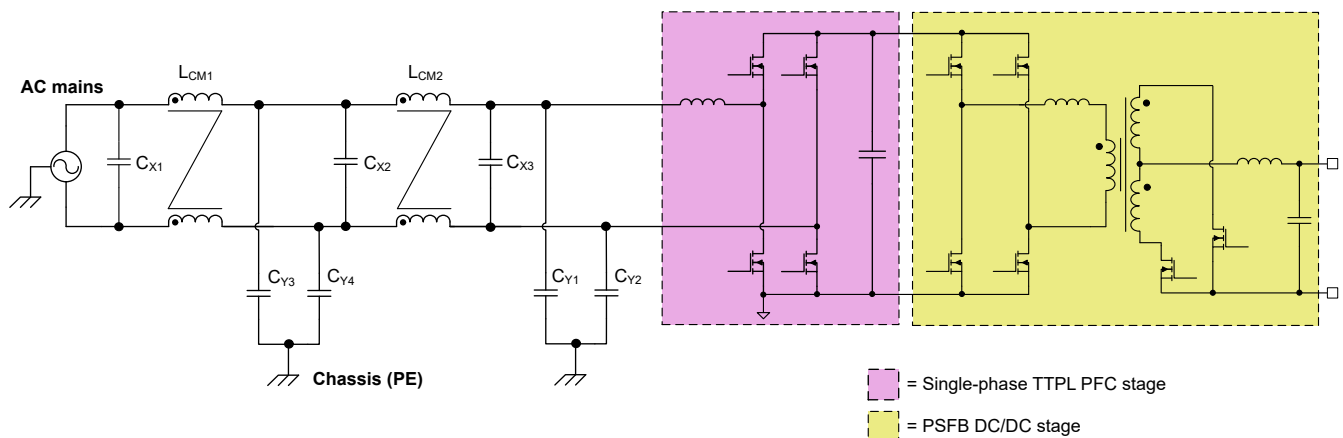 AC mains
LCM1
LCM2
CX1
CX2
CX3
CY3
CY4
CY1
CY2
Chassis (PE)
= Single-phase TTPL PFC stage
= PSFB DC/DC stage